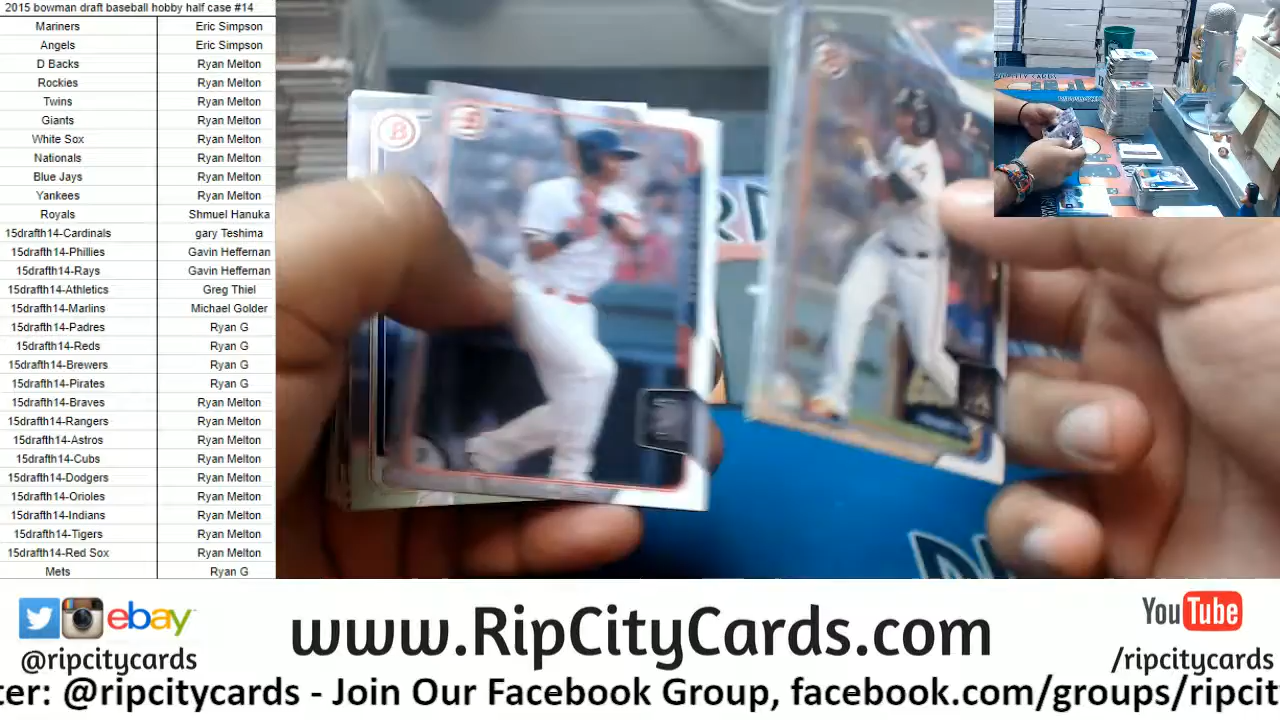 2015 bowman draft baseball hobby half case #14
Mariners Eric Simpson
Angels Eric Simpson
D Backs Ryan Melton
Rockies Ryan Melton
Twins Ryan Melton
Giants Ryan Melton
White Sox Ryan Melton
Nationals Ryan Melton
Blue Jays Ryan Melton
Yankees Ryan Melton
Royals Shmuel Hanuka
15drafth14-Cardinals gary Teshima
15drafth14-Phillies Gavin Heffernan
15drafth14-Rays Gavin Heffernan
15drafth14-Athletics Greg Thiel
15drafth14-Marlins Michael Golder
15drafth14-Padres Ryan G
15drafth14-Reds Ryan G
15drafth14-Brewers Ryan G
15drafth14-Pirates Ryan G
15drafth14-Braves Ryan Melton
15drafth14-Rangers Ryan Melton
15drafth14-Astros Ryan Melton
15drafth14-Cubs Ryan Melton
15drafth14-Dodgers Ryan Melton
15drafth14-Orioles Ryan Melton
15drafth14-Indians Ryan Melton
15drafth14-Tigers Ryan Melton
15drafth14-Red Sox Ryan Melton
Mets Ryan G
ebay
@ripcitycards
www.RipCityCards.com
YouTube
/ripcitycards
ter: @ripcitycards - Join Our Facebook Group, facebook.com/groups/ripcit